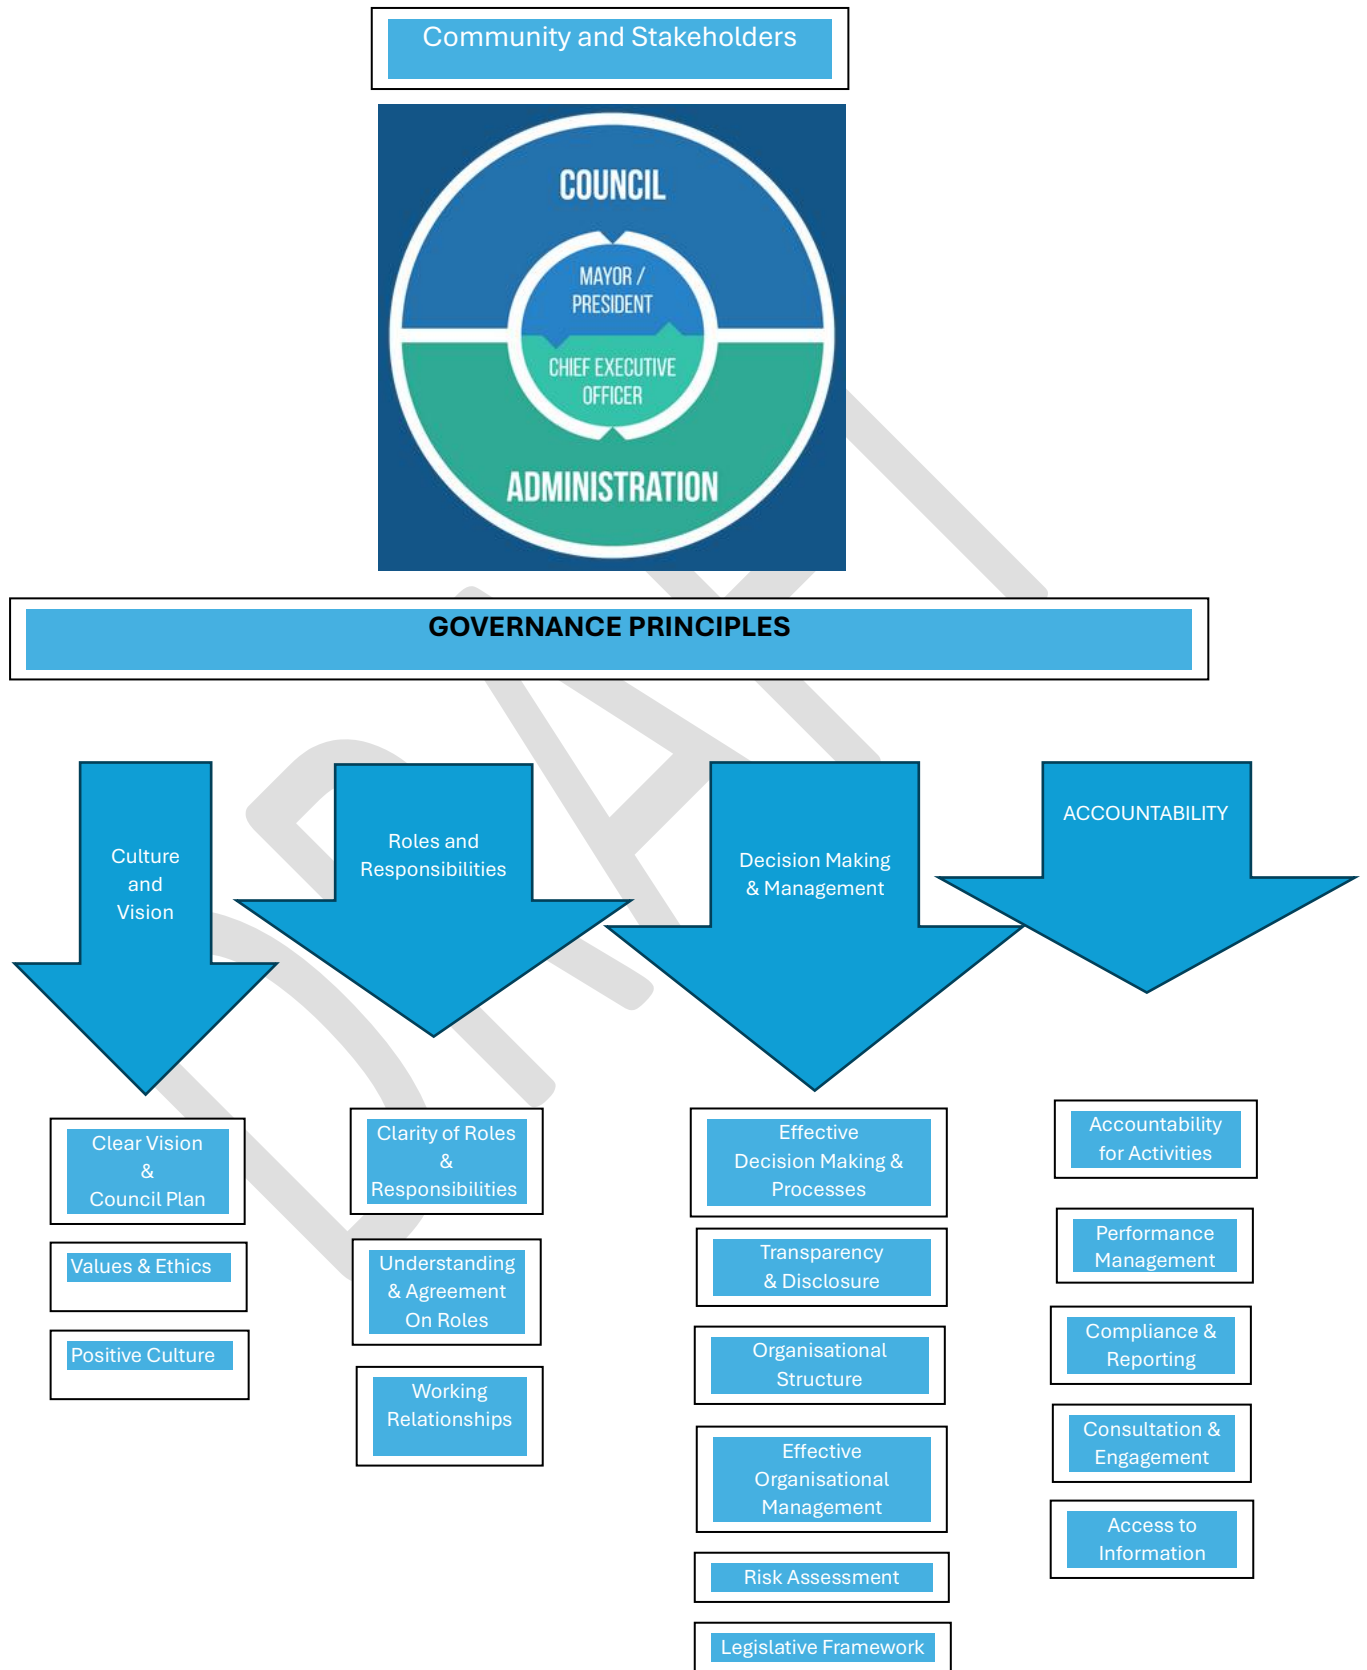 Community and Stakeholders
COUNCIL
MAYOR /
PRESIDENT
CHIEF EXECUTIVE
OFFICER
ADMINISTRATION
GOVERNANCE PRINCIPLES
Culture
and
Vision
Roles and
Responsibilities
Decision Making
& Management
ACCOUNTABILITY
Clear Vision
&
Council Plan
Values & Ethics
Positive Culture
Clarity of Roles
&
Responsibilities
Understanding
& Agreement
On Roles
Working
Relationships
Effective
Decision Making &
Processes
Transparency
& Disclosure
Organisational
Structure
Effective
Organisational
Management
Risk Assessment
Legislative Framework
Accountability
for Activities
Performance
Management
Compliance &
Reporting
Consultation &
Engagement
Access to
Information
DRAFT